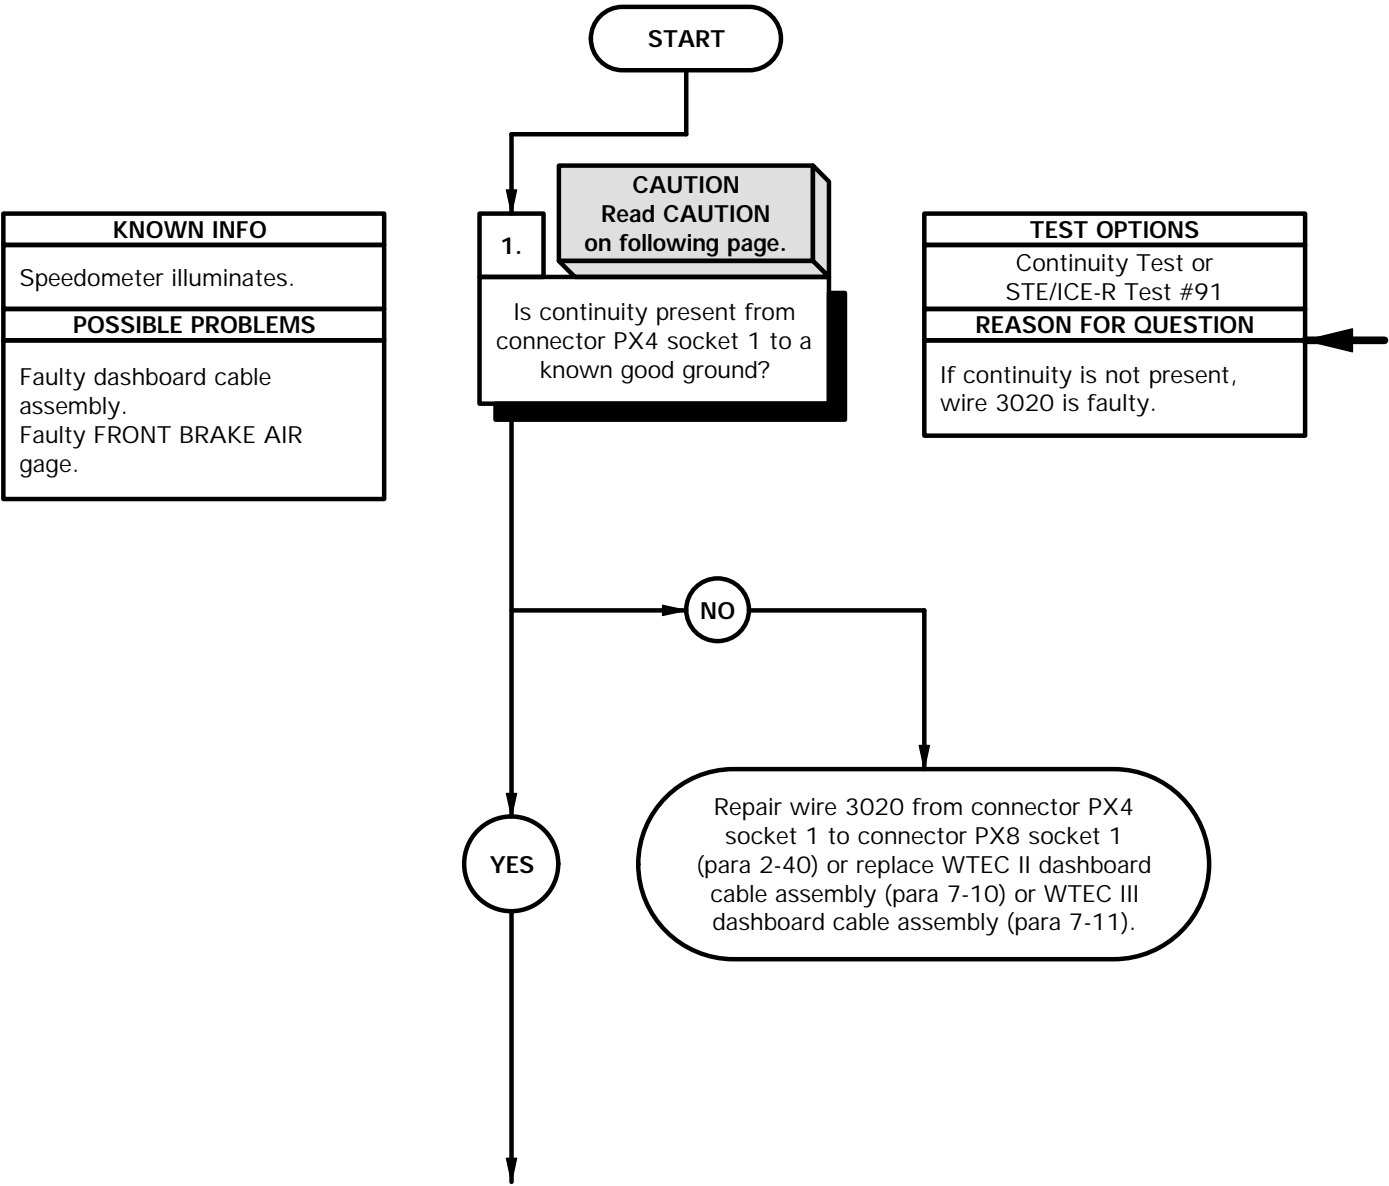 START
KNOWN INFO
Speedometer illuminates.
POSSIBLE PROBLEMS
Faulty dashboard cable
assembly.
Faulty FRONT BRAKE AIR
gage.
CAUTION
Read CAUTION
on following page.
1.
Is continuity present from
connector PX4 socket 1 to a
known good ground?
TEST OPTIONS
Continuity Test or
STE/ICE-R Test #91
REASON FOR QUESTION
If continuity is not present,
wire 3020 is faulty.
NO
Repair wire 3020 from connector PX4
socket 1 to connector PX8 socket 1
(para 2-40) or replace WTEC II dashboard
cable assembly (para 7-10) or WTEC III
dashboard cable assembly (para 7-11).
YES